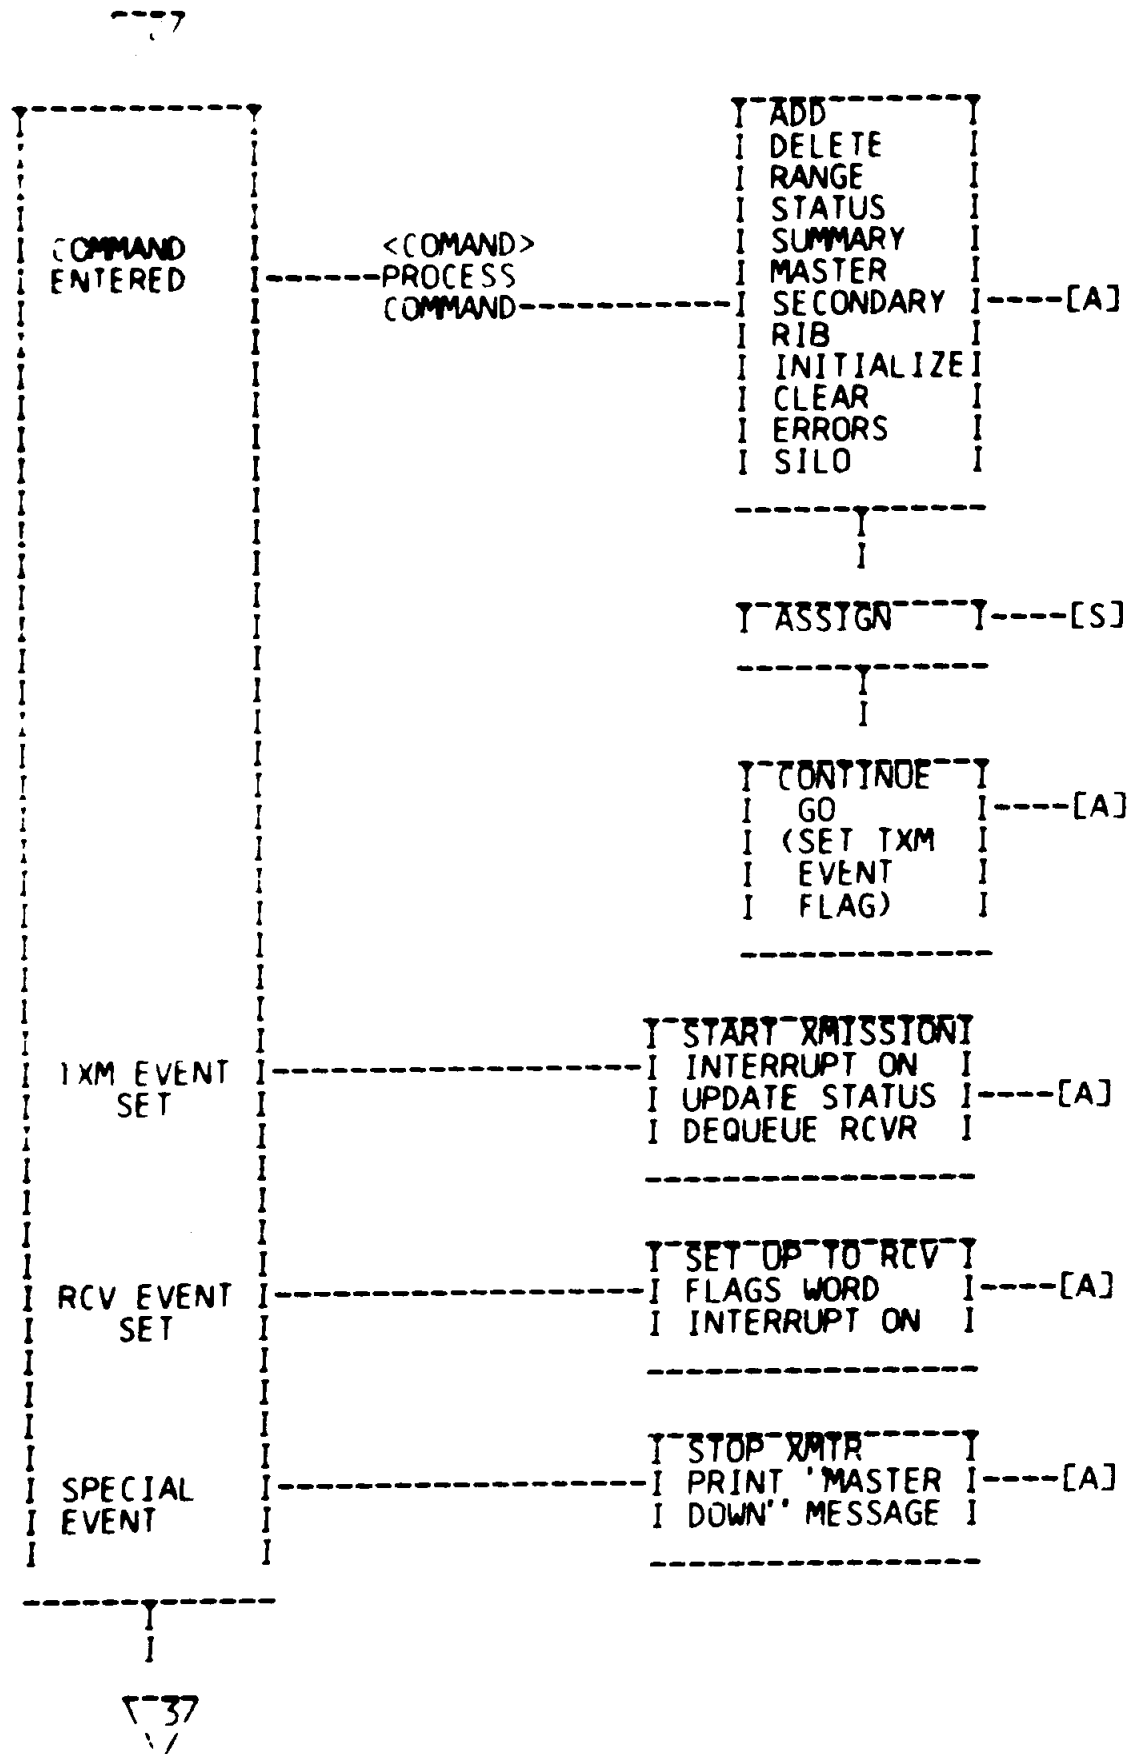 COMMAND
ENTERED
<COMAND>
PROCESS
COMMAND
ADD
DELETE
RANGE
STATUS
SUMMARY
MASTER
SECONDARY
RIB
INITIALIZE
CLEAR
ERRORS
SILO
[A]
ASSIGN
[S]
CONTINUE
GO
(SET TXM
EVENT
FLAG)
[A]
TXM EVENT
SET
START XMISSION
INTERRUPT ON
UPDATE STATUS
DEQUEUE RCVR
[A]
RCV EVENT
SET
SET UP TO RCV
FLAGS WORD
INTERRUPT ON
[A]
SPECIAL
EVENT
STOP XMTR
PRINT 'MASTER
DOWN'' MESSAGE
[A]
3